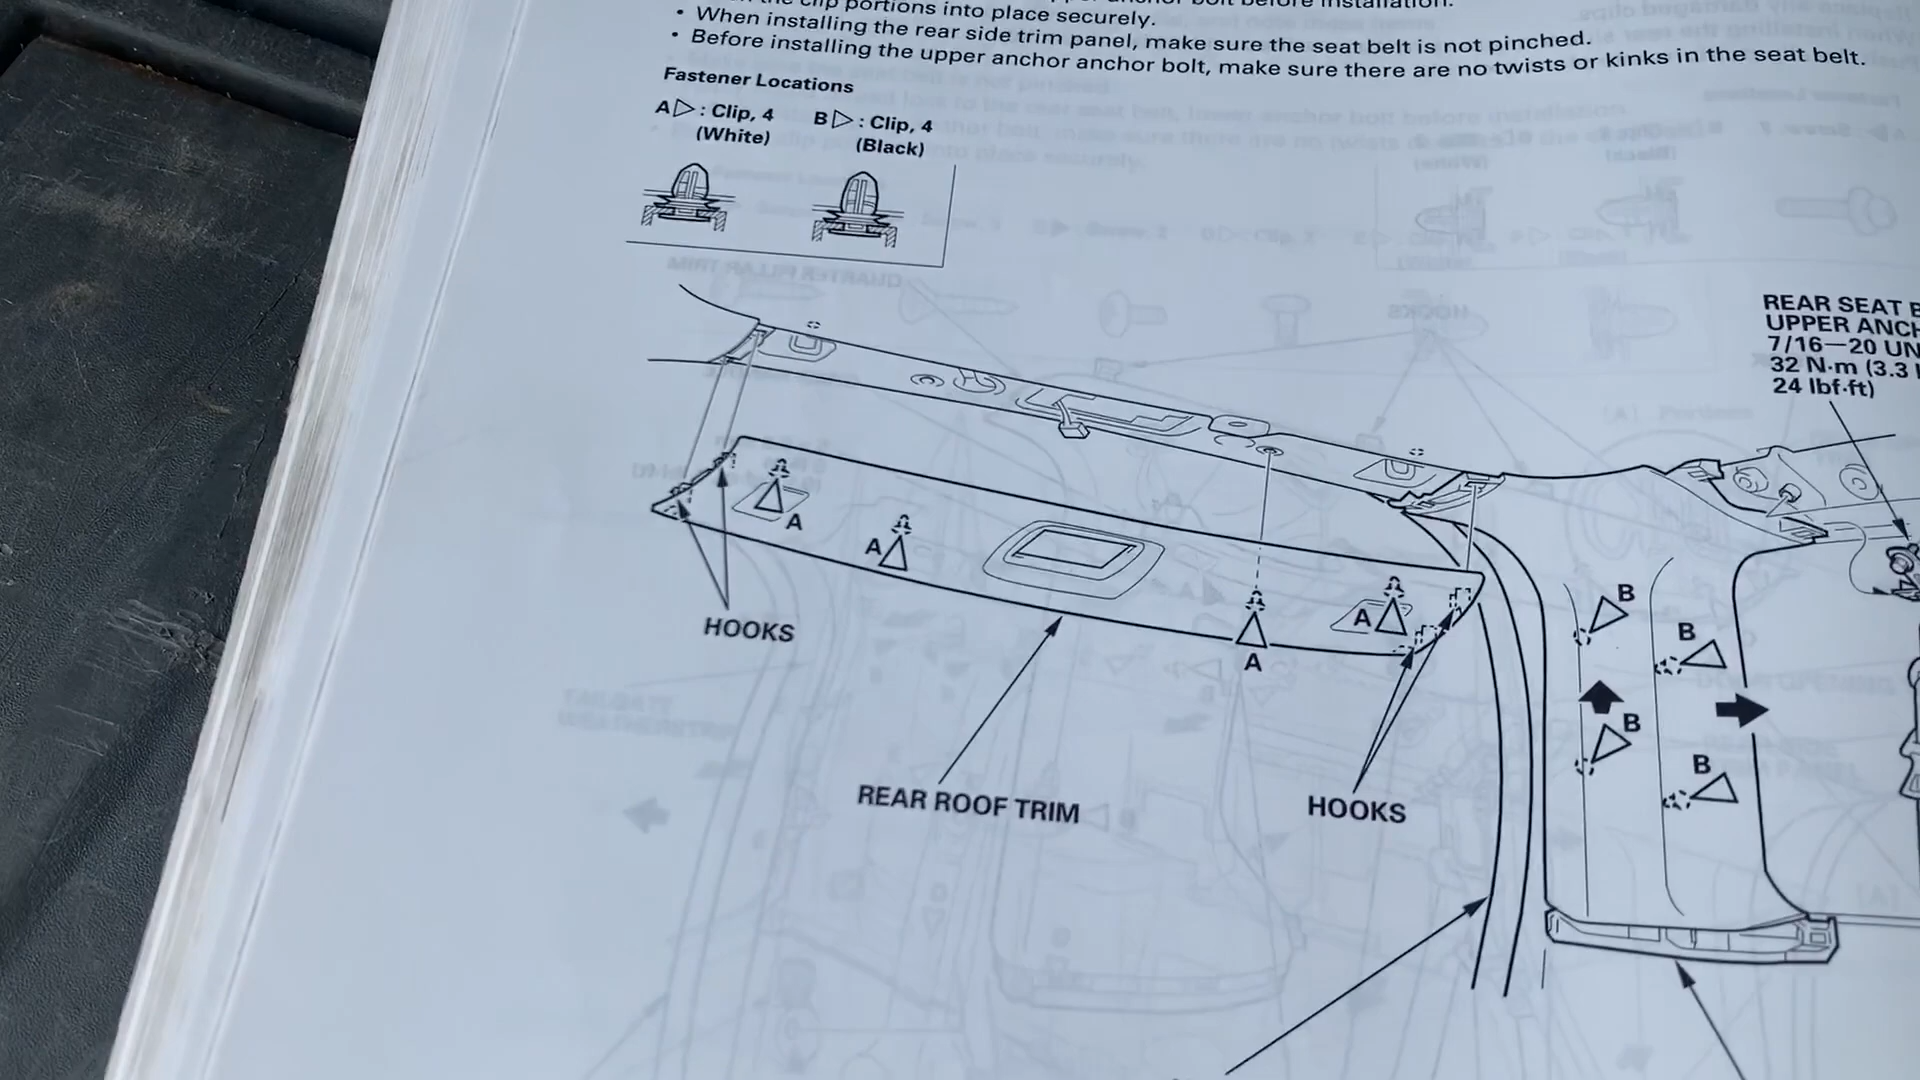 clip portions into place securely.
• When installing the rear side trim panel, make sure the seat belt is not pinched.
• Before installing the upper anchor anchor bolt, make sure there are no twists or kinks in the seat belt.
Fastener Locations
A▷ : Clip, 4
(White)
B▷ : Clip, 4
(Black)
REAR SEAT
UPPER
7/16—20
32 N·m (3.3
24 lbf·ft)
A
A
A
A
HOOKS
REAR ROOF TRIM
HOOKS
B
B
B
B